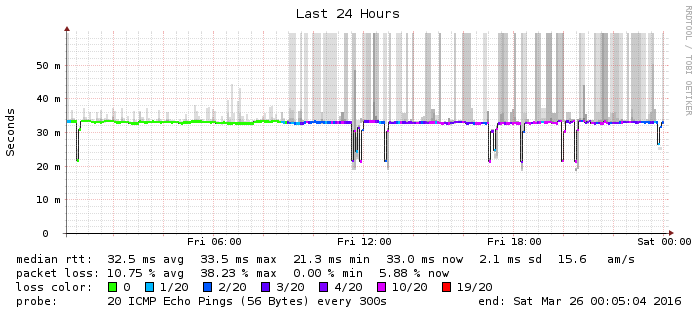 Last 24 Hours
RRDTOOL / TOBI OETIKER
Seconds
50 m
40 m
30 m
20 m
10 m
0
Fri 06:00 Fri 12:00 Fri 18:00 Sat 00:00
median rtt: 32.5 ms avg 33.5 ms max 21.3 ms min 33.0 ms now 2.1 ms sd 15.6 am/s
packet loss: 10.75 % avg 38.23 % max 0.00 % min 5.88 % now
loss color: 0 1/20 2/20 3/20 4/20 10/20 19/20
probe: 20 ICMP Echo Pings (56 Bytes) every 300s end: Sat Mar 26 00:05:04 2016